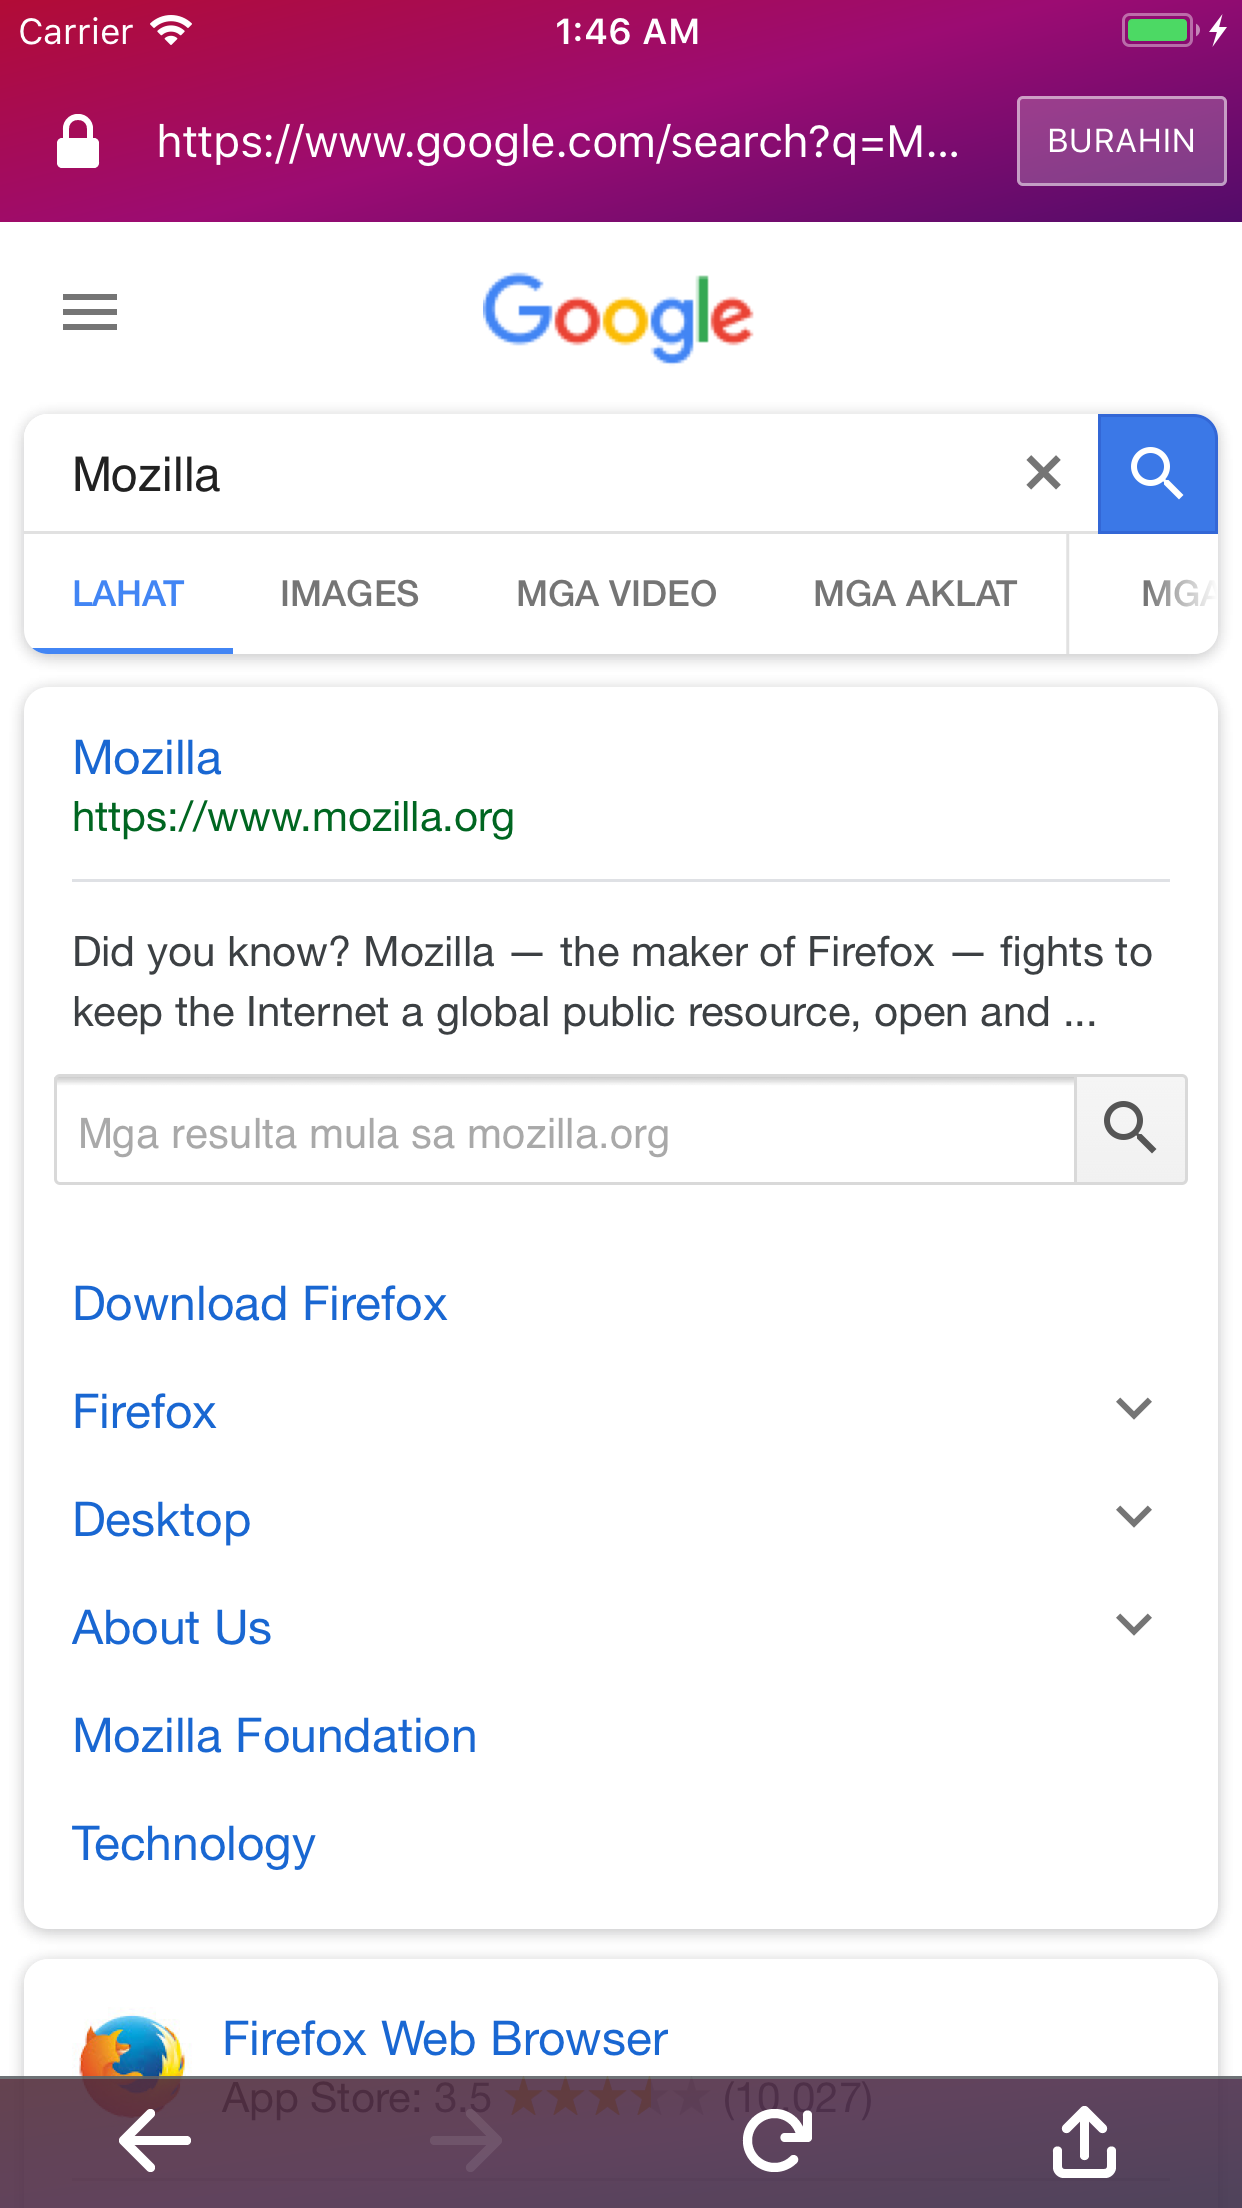 Carrier 1:46 AM
https://www.google.com/search?q=M... BURAHIN
Google
Mozilla
LAHAT IMAGES MGA VIDEO MGA AKLAT MGA
Mozilla
https://www.mozilla.org
Did you know? Mozilla — the maker of Firefox — fights to
keep the Internet a global public resource, open and ...
Mga resulta mula sa mozilla.org
Download Firefox
Firefox
Desktop
About Us
Mozilla Foundation
Technology
Firefox Web Browser
App Store: 3.5 (10,027)